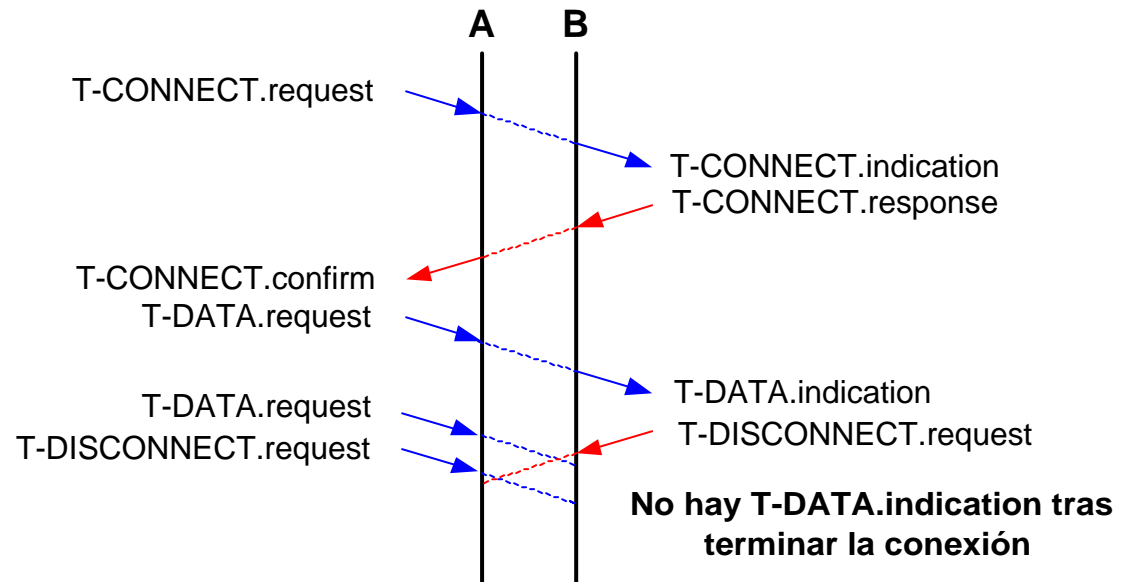 A B
T-CONNECT.request
T-CONNECT.indication
T-CONNECT.response
T-CONNECT.confirm
T-DATA.request
T-DATA.indication
T-DATA.request
T-DISCONNECT.request
T-DISCONNECT.request
No hay T-DATA.indication tras
terminar la conexión